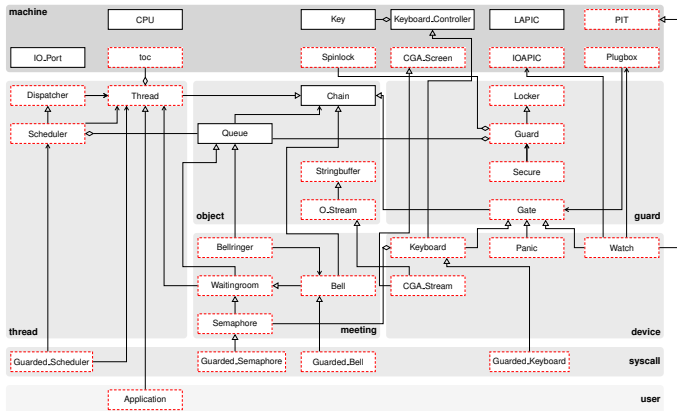 machine
CPU
Key
Keyboard_Controller
LAPIC
PIT
IO_Port
toc
Spinlock
CGA_Screen
IOAPIC
Plugbox
Dispatcher
Thread
Chain
Locker
Scheduler
Queue
Guard
Stringbuffer
Secure
object
O_Stream
Gate
guard
Bellringer
Keyboard
Panic
Watch
Waitingroom
Bell
CGA_Stream
Semaphore
thread
meeting
device
Guarded_Scheduler
Guarded_Semaphore
Guarded_Bell
Guarded_Keyboard
syscall
Application
user